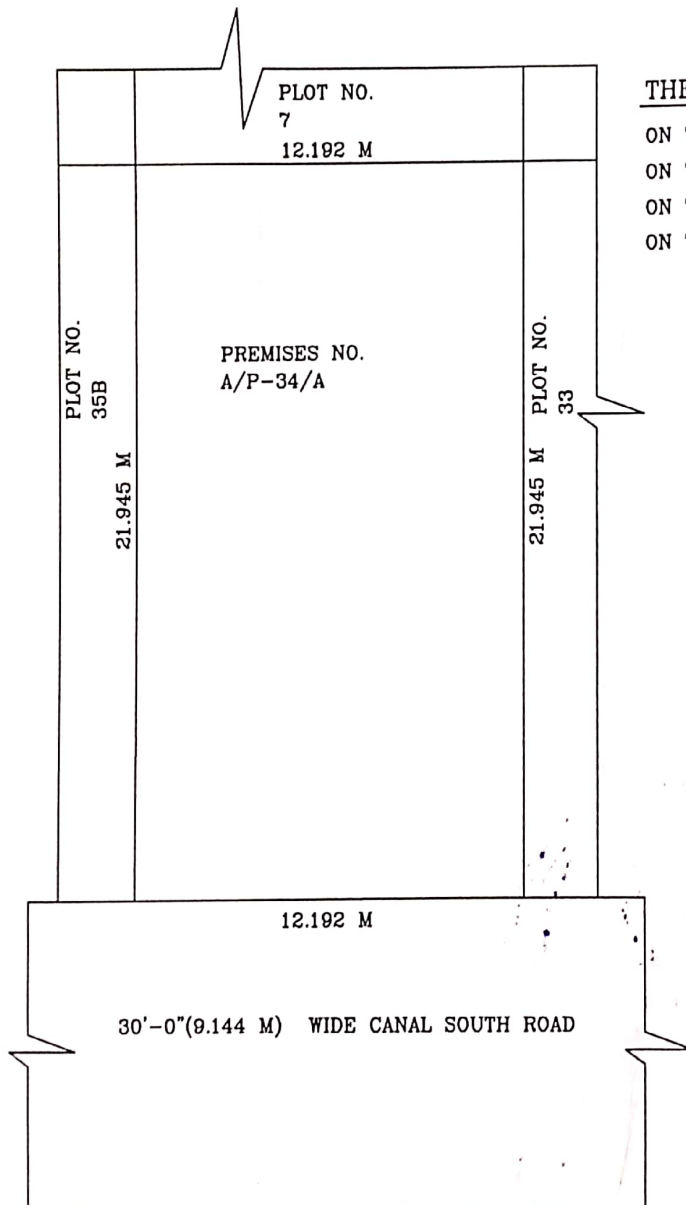 PLOT NO.
7
12.192 M
THE
ON
ON
ON
ON
PLOT NO.
35B
21.945 M
PREMISES NO.
A/P-34/A
PLOT NO.
33
21.945 M
12.192 M
30'-0"(9.144 M) WIDE CANAL SOUTH ROAD